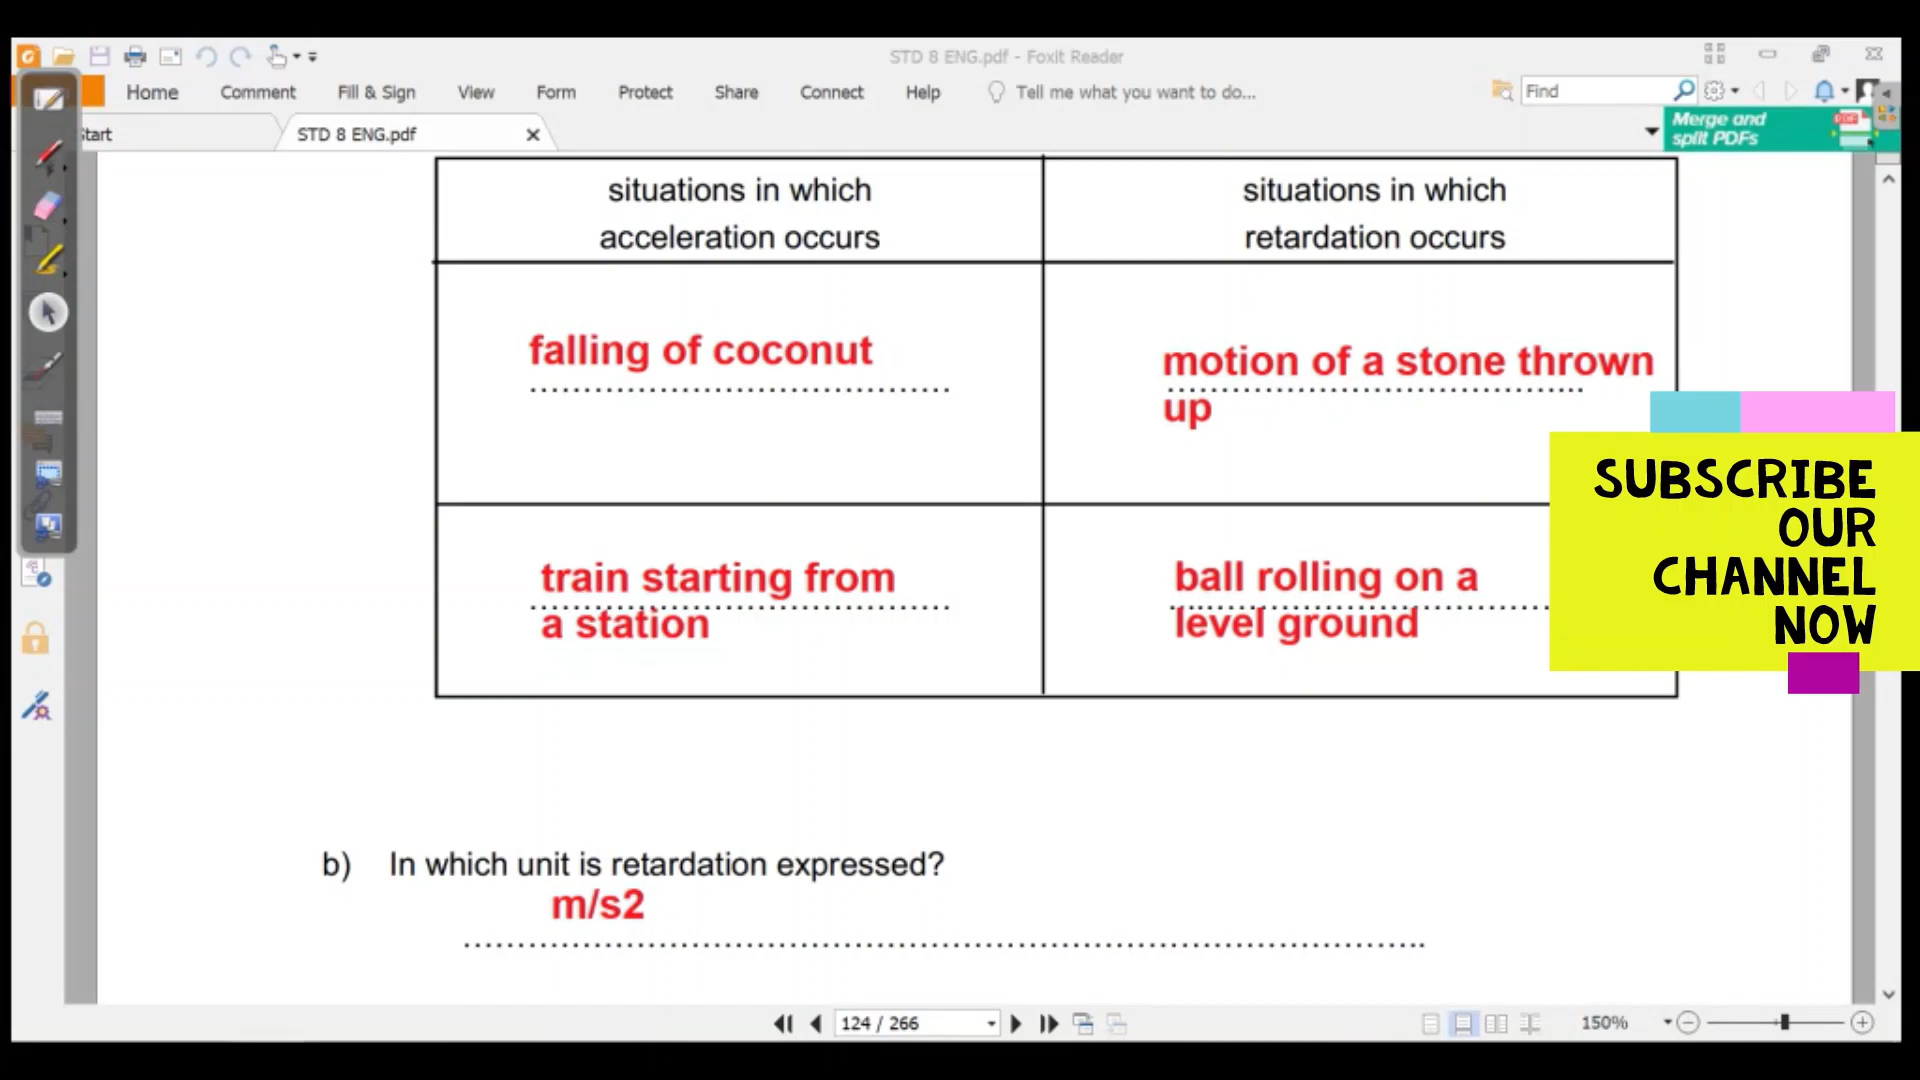 STD 8 ENG.pdf - Foxit Reader
Home Comment Fill & Sign View Form Protect Share Connect Help Tell me what you want to do... Find
Start STD 8 ENG.pdf
Merge and
split PDFs
PDF
situations in which
acceleration occurs
situations in which
retardation occurs
falling of coconut
motion of a stone thrown
up
train starting from
a station
ball rolling on a
level ground
SUBSCRIBE
OUR
CHANNEL
NOW
b) In which unit is retardation expressed?
m/s2
124 / 266
150%